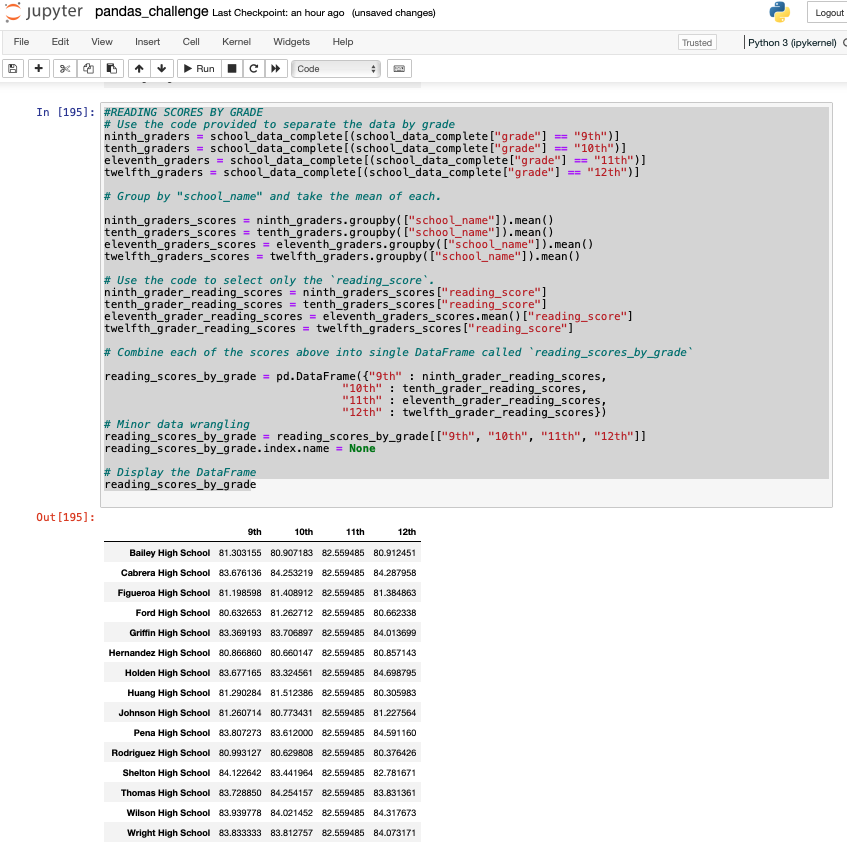 jupyter pandas_challenge Last Checkpoint: an hour ago (unsaved changes) Logout
File Edit View Insert Cell Kernel Widgets Help Trusted Python 3 (ipykernel)
Run Code
In [195]: #READING SCORES BY GRADE
# Use the code provided to separate the data by grade
ninth_graders = school_data_complete[(school_data_complete["grade"] == "9th")]
tenth_graders = school_data_complete[(school_data_complete["grade"] == "10th")]
eleventh_graders = school_data_complete[(school_data_complete["grade"] == "11th")]
twelfth_graders = school_data_complete[(school_data_complete["grade"] == "12th")]
# Group by "school_name" and take the mean of each.
ninth_graders_scores = ninth_graders.groupby(["school_name"]).mean()
tenth_graders_scores = tenth_graders.groupby(["school_name"]).mean()
eleventh_graders_scores = eleventh_graders.groupby(["school_name"]).mean()
twelfth_graders_scores = twelfth_graders.groupby(["school_name"]).mean()
# Use the code to select only the `reading_score`.
ninth_grader_reading_scores = ninth_graders_scores["reading_score"]
tenth_grader_reading_scores = tenth_graders_scores["reading_score"]
eleventh_grader_reading_scores = eleventh_graders_scores.mean()["reading_score"]
twelfth_grader_reading_scores = twelfth_graders_scores["reading_score"]
# Combine each of the scores above into single DataFrame called `reading_scores_by_grade`
reading_scores_by_grade = pd.DataFrame({"9th" : ninth_grader_reading_scores,
"10th" : tenth_grader_reading_scores,
"11th" : eleventh_grader_reading_scores,
"12th" : twelfth_grader_reading_scores})
# Minor data wrangling
reading_scores_by_grade = reading_scores_by_grade[["9th", "10th", "11th", "12th"]]
reading_scores_by_grade.index.name = None
# Display the DataFrame
reading_scores_by_grade
Out[195]:
9th 10th 11th 12th
Bailey High School 81.303155 80.907183 82.559485 80.912451
Cabrera High School 83.676136 84.253219 82.559485 84.287958
Figueroa High School 81.198598 81.408912 82.559485 81.384863
Ford High School 80.632653 81.262712 82.559485 80.662338
Griffin High School 83.369193 83.706897 82.559485 84.013699
Hernandez High School 80.866860 80.660147 82.559485 80.857143
Holden High School 83.677165 83.324561 82.559485 84.698795
Huang High School 81.290284 81.512386 82.559485 80.305983
Johnson High School 81.260714 80.773431 82.559485 81.227564
Pena High School 83.807273 83.612000 82.559485 84.591160
Rodriguez High School 80.993127 80.629808 82.559485 80.376426
Shelton High School 84.122642 83.441964 82.559485 82.781671
Thomas High School 83.728850 84.254157 82.559485 83.831361
Wilson High School 83.939778 84.021452 82.559485 84.317673
Wright High School 83.833333 83.812757 82.559485 84.073171